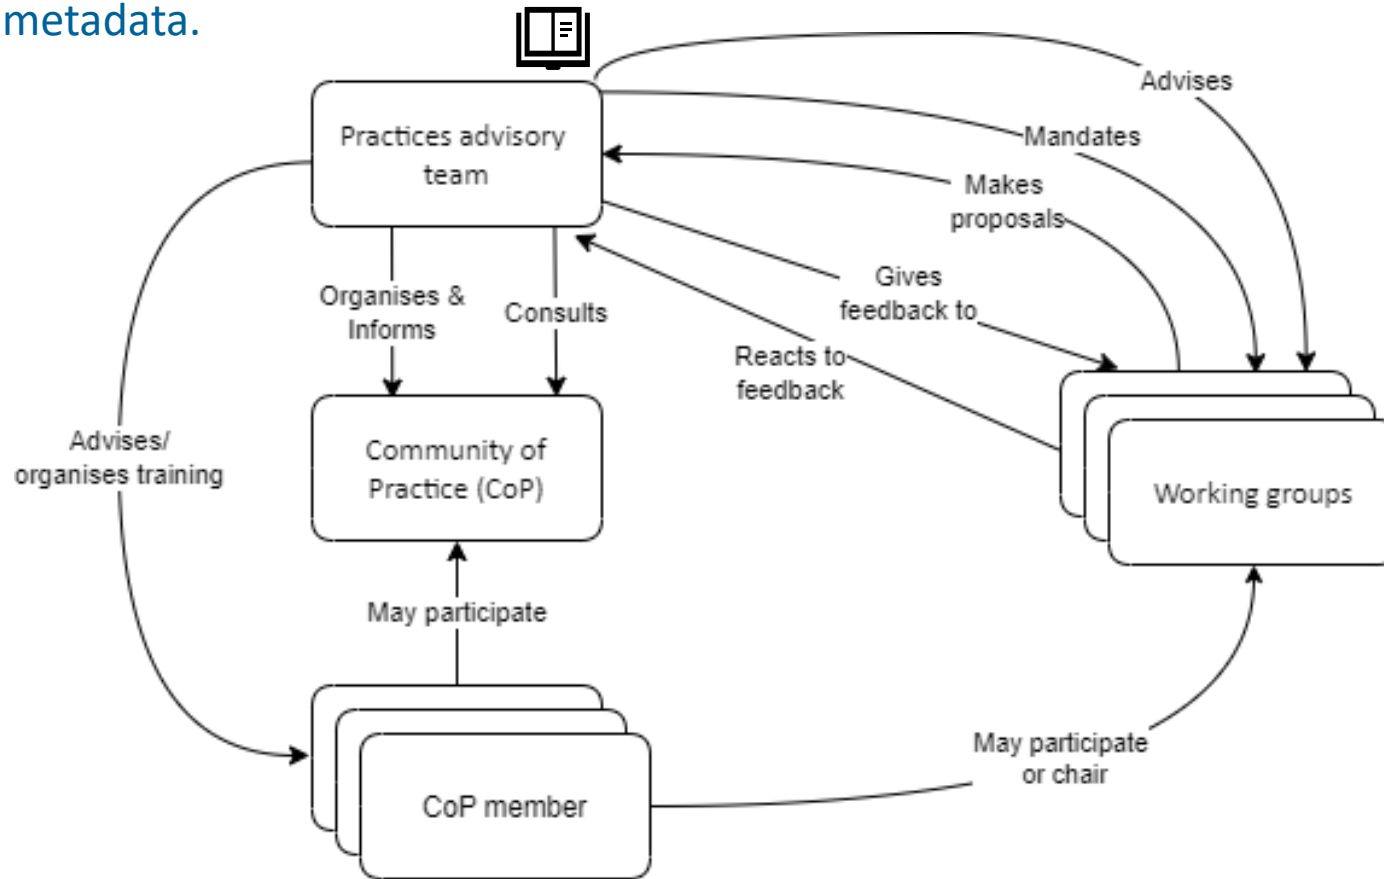 metadata.
Advises
Practices advisory
team
Mandates
Makes
proposals
Gives
feedback to
Organises &
Informs
Consults
Reacts to
feedback
Advises/
organises training
Community of
Practice (CoP)
Working groups
May participate
May participate
or chair
CoP member